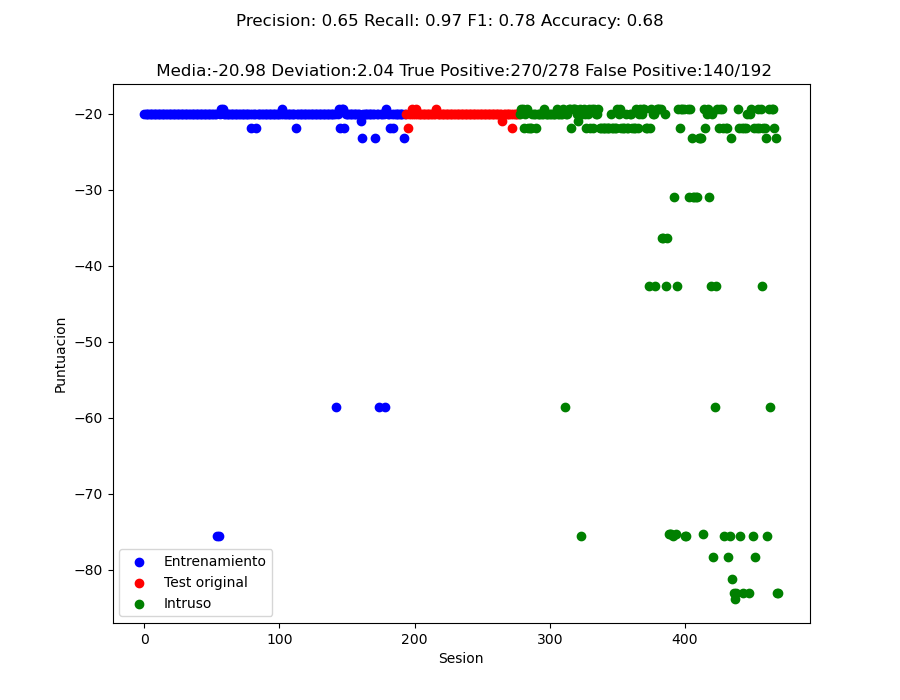 Precision: 0.65 Recall: 0.97 F1: 0.78 Accuracy: 0.68
Media:-20.98 Deviation:2.04 True Positive:270/278 False Positive:140/192
−20
−30
−40
−50
−60
−70
−80
Puntuacion
Entrenamiento
Test original
Intruso
0
100
200
300
400
Sesion